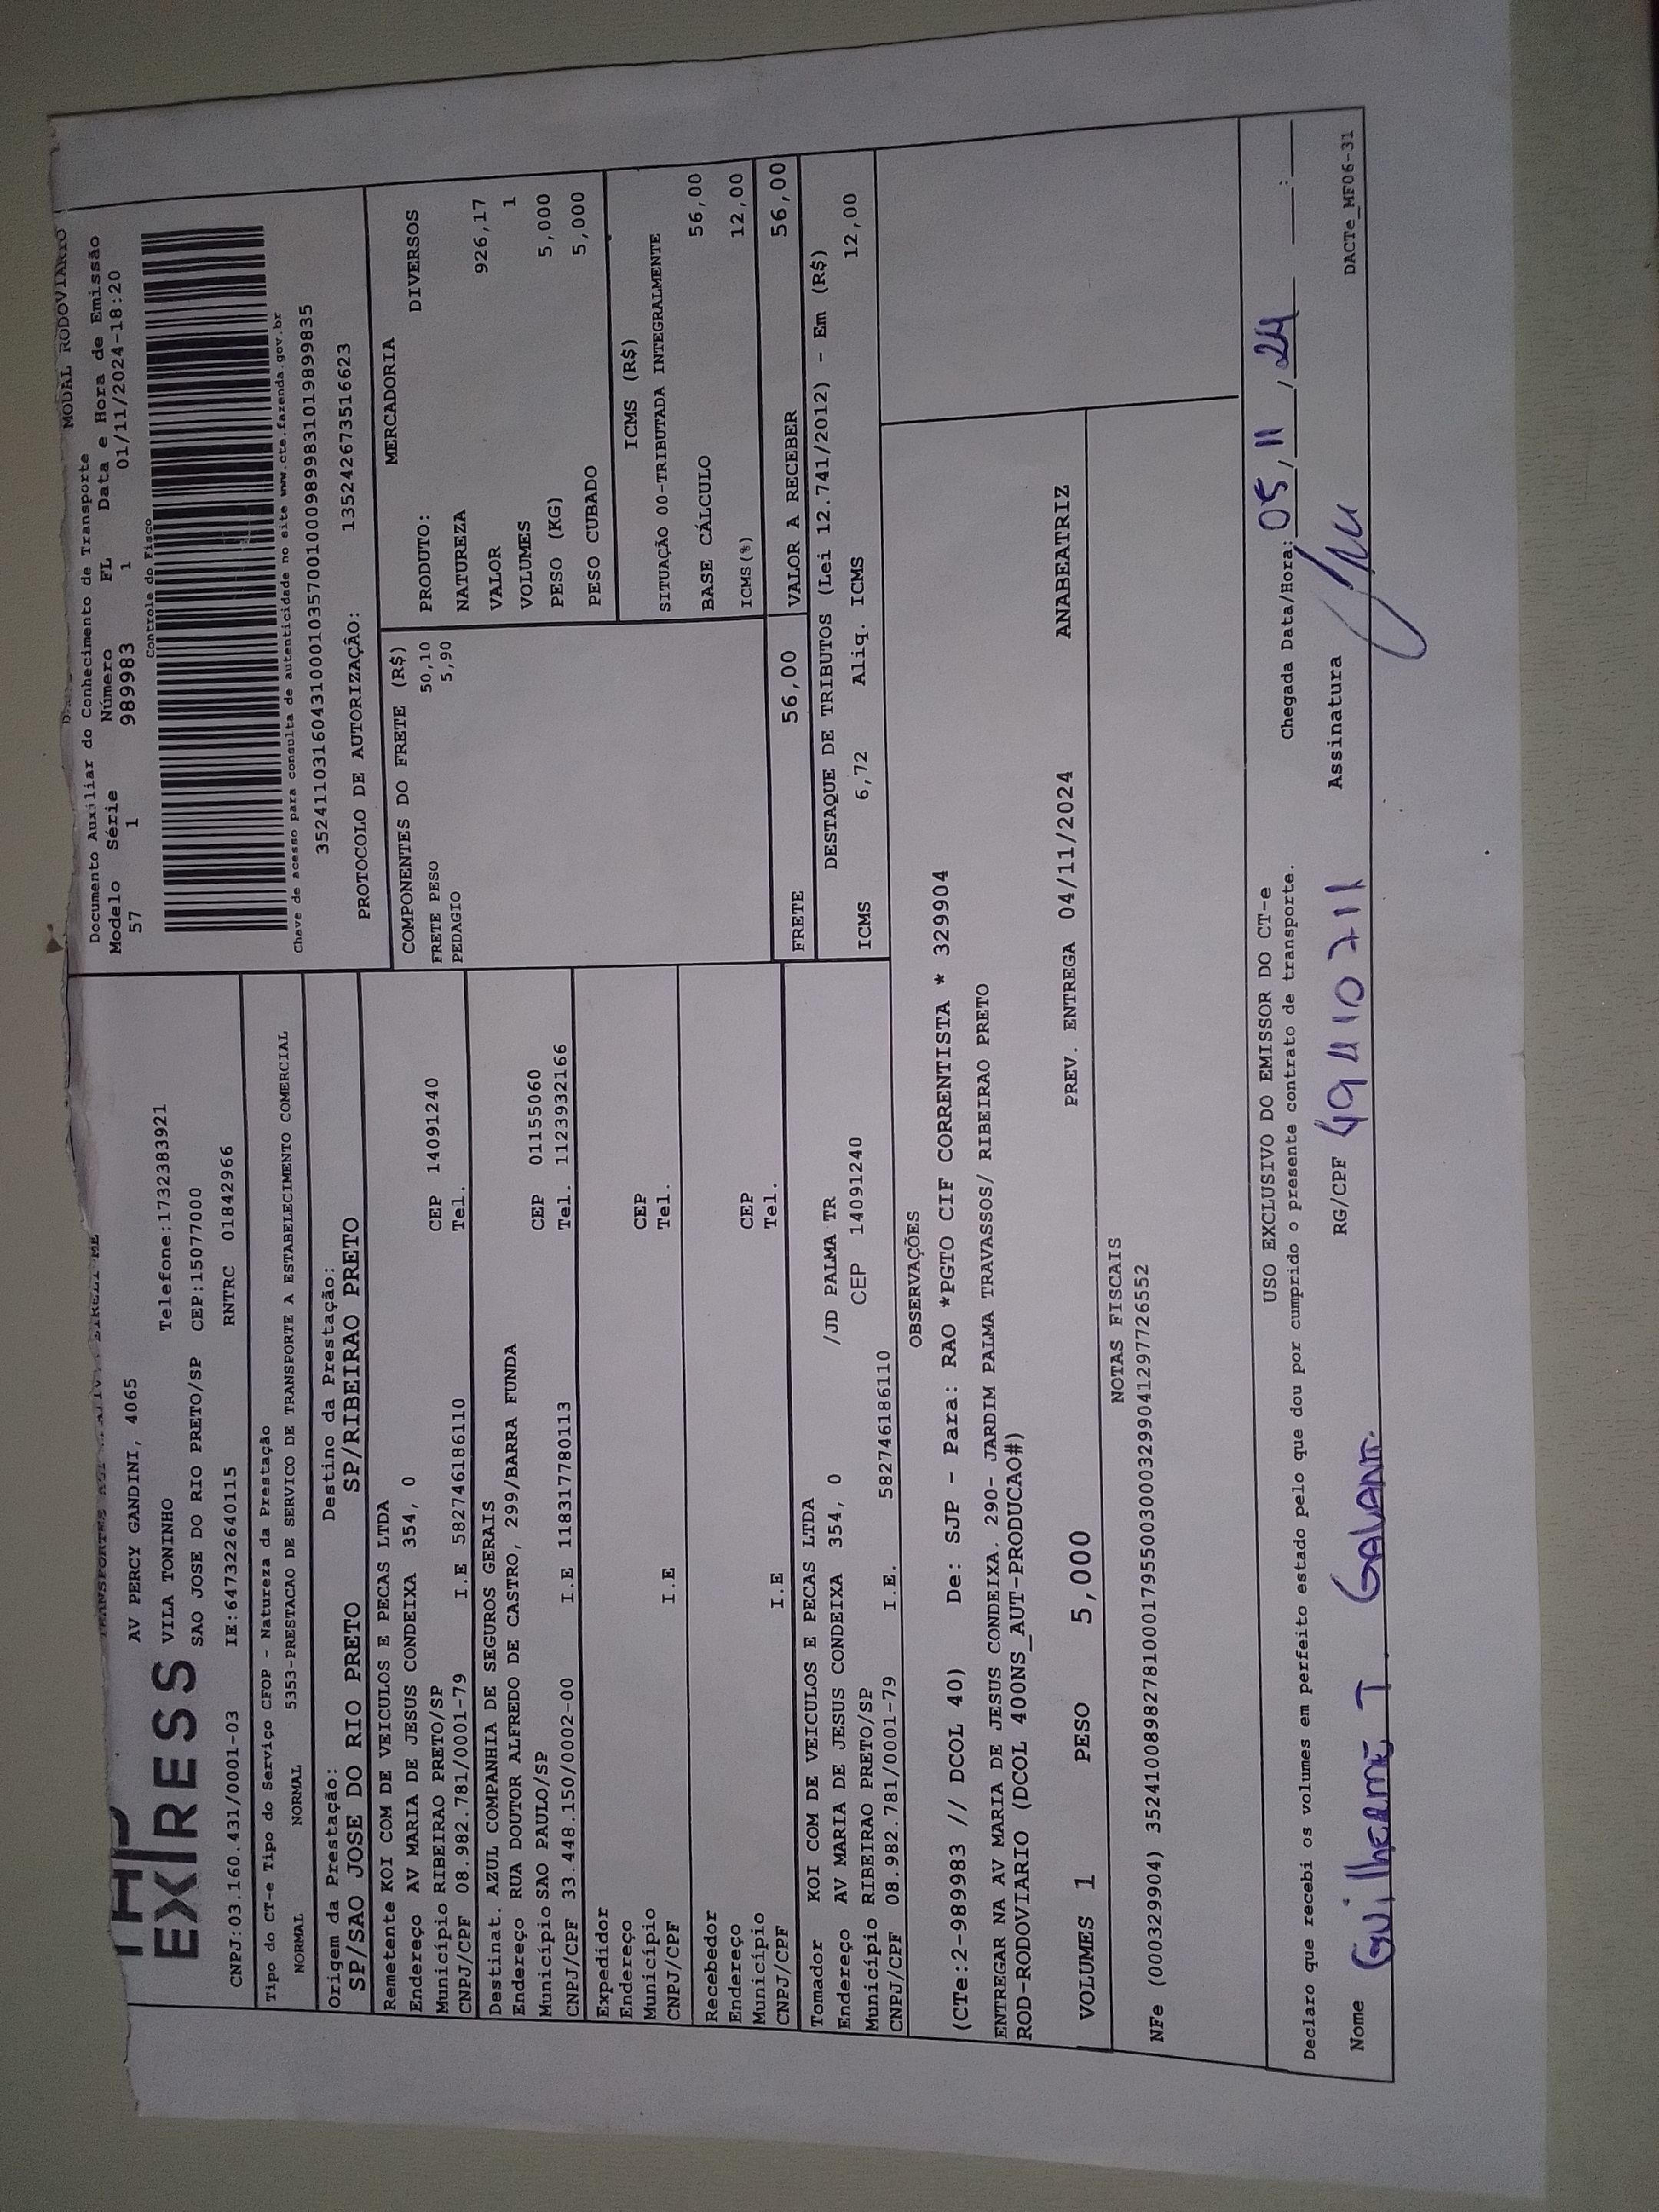 EXPRESS
AV PERCY GANDINI, 4065
VILA TONINHO Telefone:1732383921
SAO JOSE DO RIO PRETO/SP CEP:15077000
CNPJ:03.160.431/0001-03 IE:647322640115 RNTRC 01842966
MODAL RODOVIARIO
Documento Auxiliar do Conhecimento de Transporte
Modelo Série Número FL Data e Hora de Emissão
57 1 989983 1 01/11/2024-18:20
Controle do Fisco
Chave de acesso para consulta de autenticidade no site www.cte.fazenda.gov.br
35241103160431000103570010009899831019899835
PROTOCOLO DE AUTORIZAÇÃO: 135242673516623
Tipo do CT-e Tipo do Serviço CFOP - Natureza da Prestação
NORMAL NORMAL 5353-PRESTACAO DE SERVICO DE TRANSPORTE A ESTABELECIMENTO COMERCIAL
Origem da Prestação: Destino da Prestação:
SP/SAO JOSE DO RIO PRETO SP/RIBEIRAO PRETO
Remetente KOI COM DE VEICULOS E PECAS LTDA
Endereço AV MARIA DE JESUS CONDEIXA 354, 0
Município RIBEIRAO PRETO/SP CEP 14091240
CNPJ/CPF 08.982.781/0001-79 I.E 582746186110 Tel.
Destinat. AZUL COMPANHIA DE SEGUROS GERAIS
Endereço RUA DOUTOR ALFREDO DE CASTRO, 299/BARRA FUNDA
Município SAO PAULO/SP CEP 01155060
CNPJ/CPF 33.448.150/0002-00 I.E 118317780113 Tel. 1123932166
Expedidor
Endereço
Município CEP
CNPJ/CPF I.E Tel.
Recebedor
Endereço
Município CEP
CNPJ/CPF I.E Tel.
Tomador KOI COM DE VEICULOS E PECAS LTDA
Endereço AV MARIA DE JESUS CONDEIXA 354, 0 /JD PALMA TR
Município RIBEIRAO PRETO/SP CEP 14091240
CNPJ/CPF 08.982.781/0001-79 I.E. 582746186110
COMPONENTES DO FRETE (R$)
FRETE PESO 50,10
PEDAGIO 5,90
MERCADORIA
PRODUTO: DIVERSOS
NATUREZA
VALOR 926,17
VOLUMES 1
PESO (KG) 5,000
PESO CUBADO 5,000
ICMS (R$)
SITUAÇÃO 00-TRIBUTADA INTEGRALMENTE
BASE CÁLCULO 56,00
ICMS(%) 12,00
FRETE 56,00 VALOR A RECEBER 56,00
DESTAQUE DE TRIBUTOS (Lei 12.741/2012) - Em (R$)
ICMS 6,72 Aliq. ICMS 12,00
OBSERVAÇÕES
(CTe:2-989983 // DCOL 40) De: SJP - Para: RAO *PGTO CIF CORRENTISTA * 329904
ENTREGAR NA AV MARIA DE JESUS CONDEIXA. 290- JARDIM PALMA TRAVASSOS/ RIBEIRAO PRETO
ROD-RODOVIARIO (DCOL 400NS_AUT-PRODUCAO#)
VOLUMES 1 PESO 5,000 PREV. ENTREGA 04/11/2024 ANABEATRIZ
NOTAS FISCAIS
NFe (000329904) 35241008982781000179550030003299041297726552
USO EXCLUSIVO DO EMISSOR DO CT-e
Declaro que recebi os volumes em perfeito estado pelo que dou por cumprido o presente contrato de transporte. Chegada Data/Hora: 05/11/24 :
Nome Guilherme T. RG/CPF Assinatura
DACTe_MF06-31